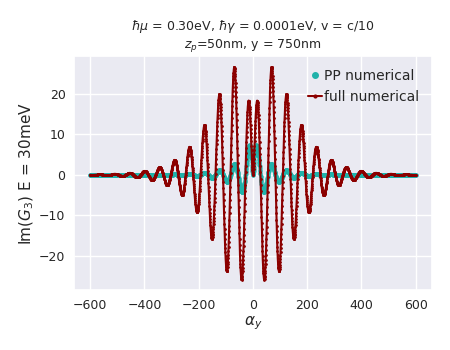 ℏμ = 0.30eV, ℏγ = 0.0001eV, v = c/10
z_p=50nm, y = 750nm
PP numerical
full numerical
Im(G_3) E = 30meV
20
10
0
−10
−20
−600
−400
−200
0
200
400
600
α_y